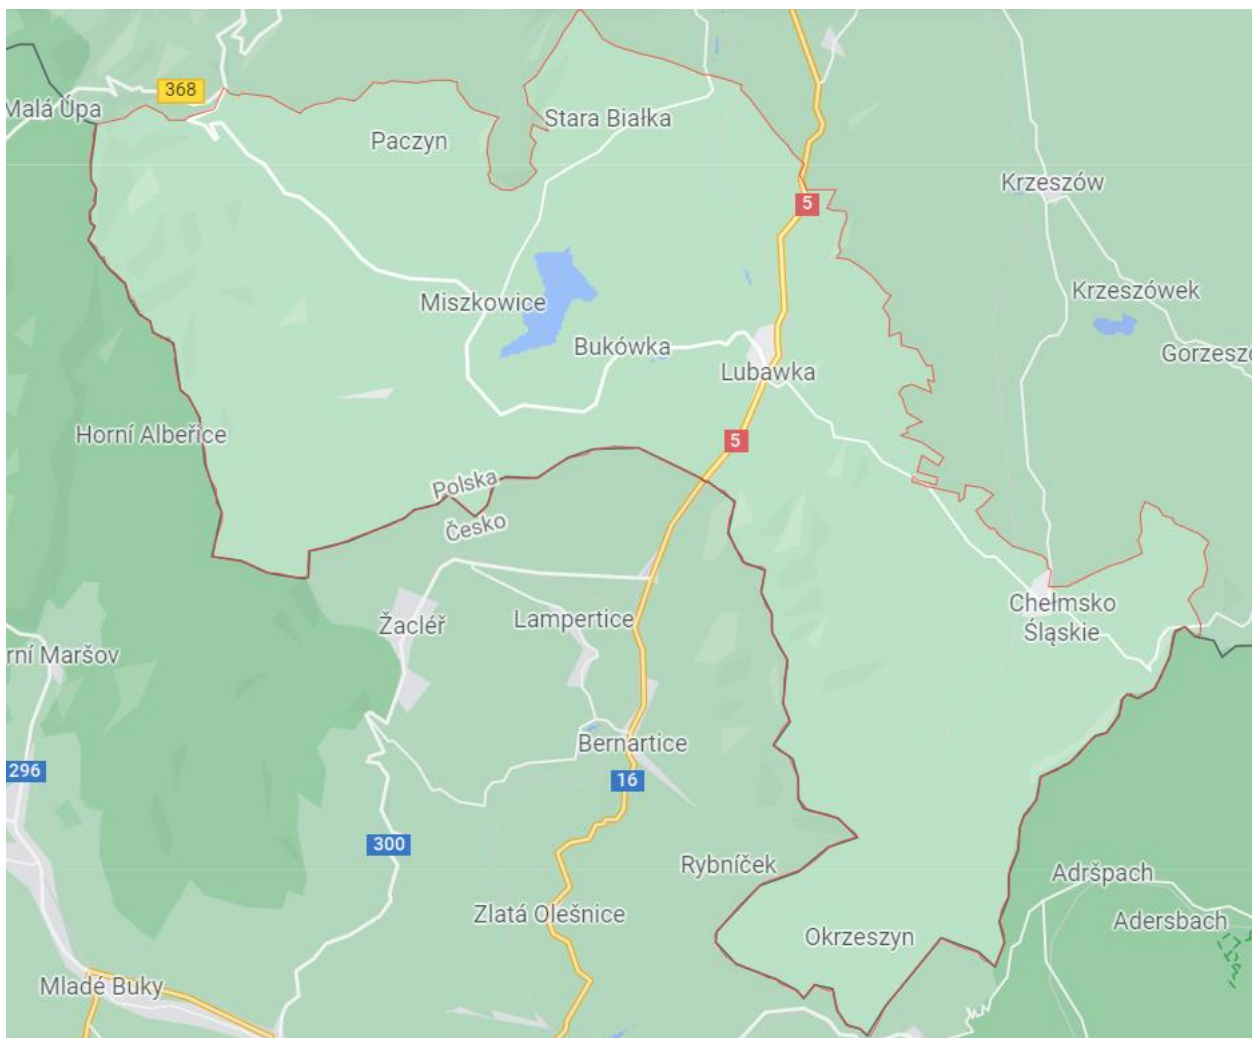 368
Malá Úpa
Paczyn
Stara Białka
Krzeszów
5
Krzeszówek
Miszkowice
Bukówka
Gorzeszó
Lubawka
Horní Albeřice
5
Polska
Česko
Chełmsko
Śląskie
Lampertice
Žacléř
rní Maršov
Bernartice
296
16
300
Rybníček
Adršpach
Zlatá Olešnice
Adersbach
Okrzeszyn
Mladé Buky